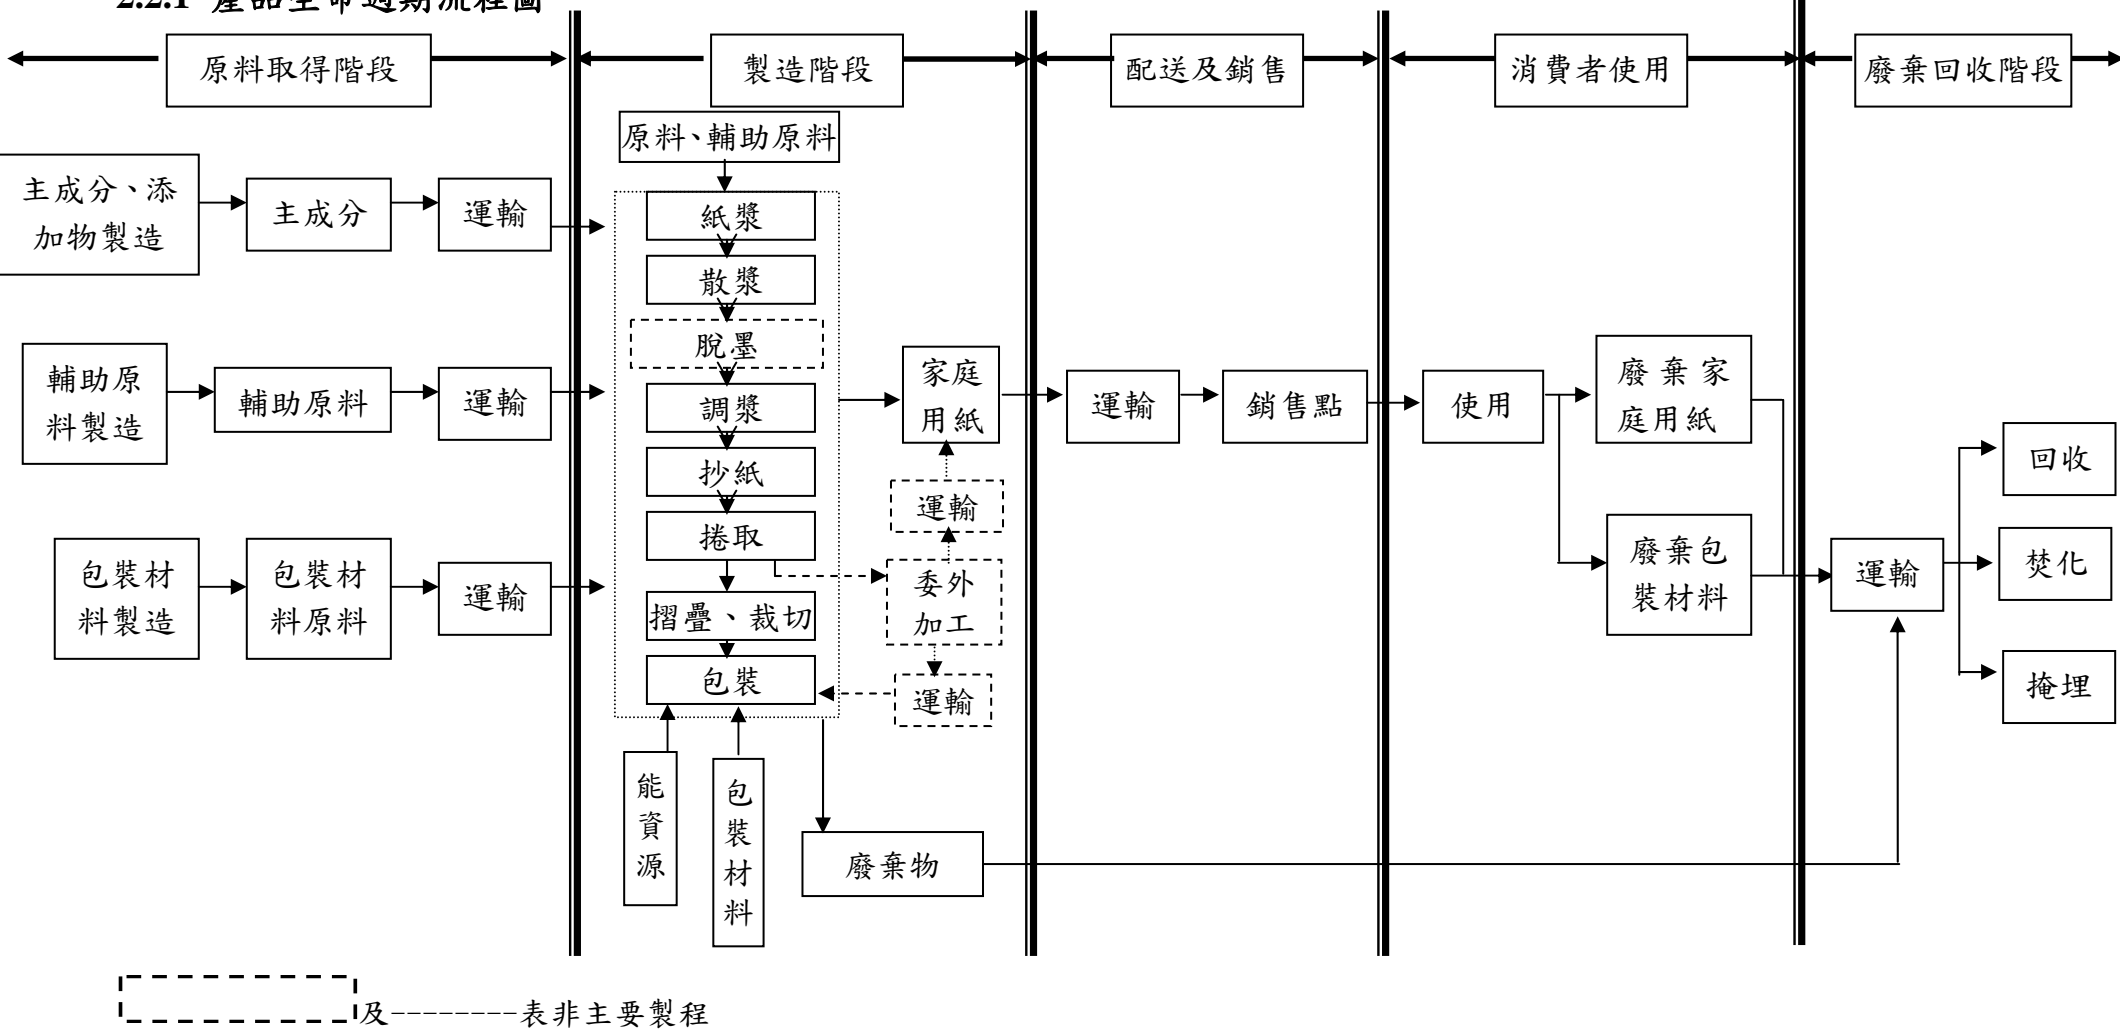 2.2.1 產品生命週期流程圖
原料取得階段
製造階段
配送及銷售
消費者使用
廢棄回收階段
主成分、添
加物製造
主成分
運輸
輔助原
料製造
輔助原料
運輸
包裝材
料製造
包裝材
料原料
運輸
原料、輔助原料
紙漿
散漿
脫墨
調漿
抄紙
捲取
摺疊、裁切
包裝
能
資
源
包
裝
材
料
廢棄物
家庭
用紙
運輸
委外
加工
運輸
運輸
銷售點
使用
廢棄家
庭用紙
廢棄包
裝材料
運輸
回收
焚化
掩埋
及--------表非主要製程